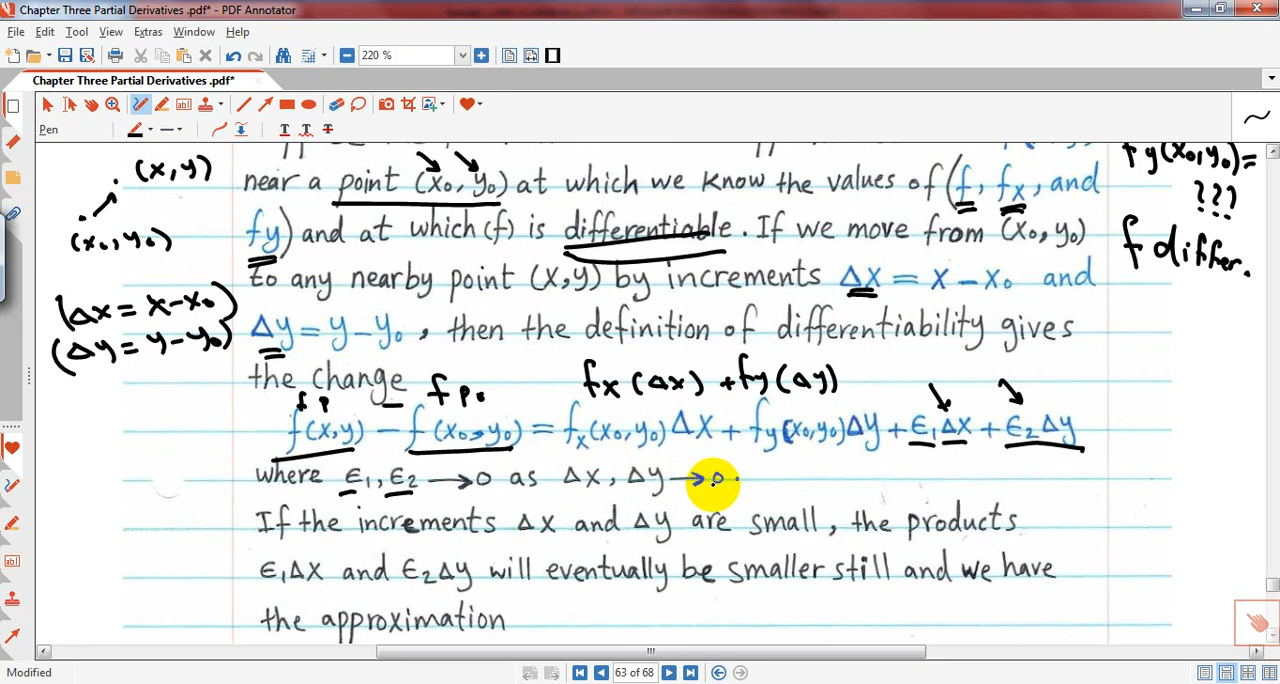 Chapter Three Partial Derivatives.pdf* - PDF Annotator
File Edit Tool View Extras Window Help
220 %
Chapter Three Partial Derivatives .pdf*
Pen
(x,y)
(x₀,y₀)
(Δx = x-x₀)
(Δy = y-y₀)
near a point (x₀, y₀) at which we know the values of (f, fx, and
fy) and at which (f) is differentiable. If we move from (x₀, y₀)
to any nearby point (x,y) by increments Δx = x - x₀ and
Δy = y - y₀, then the definition of differentiability gives
the change
fp fp₀ fx(Δx) + fy(Δy)
f(x,y) - f(x₀,y₀) = fx(x₀,y₀)Δx + fy(x₀,y₀)Δy + ϵ₁Δx + ϵ₂Δy
where ϵ₁, ϵ₂ → 0 as Δx, Δy → 0.
If the increments Δx and Δy are small, the products
ϵ₁Δx and ϵ₂Δy will eventually be smaller still and we have
the approximation
fy(x₀,y₀)=
???
f differ.
Modified
63 of 68